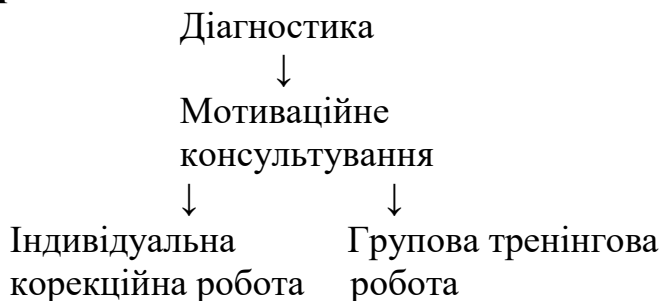 Діагностика
↓
Мотиваційне
консультування
↓ ↓
Індивідуальна Групова тренінгова
корекційна робота робота